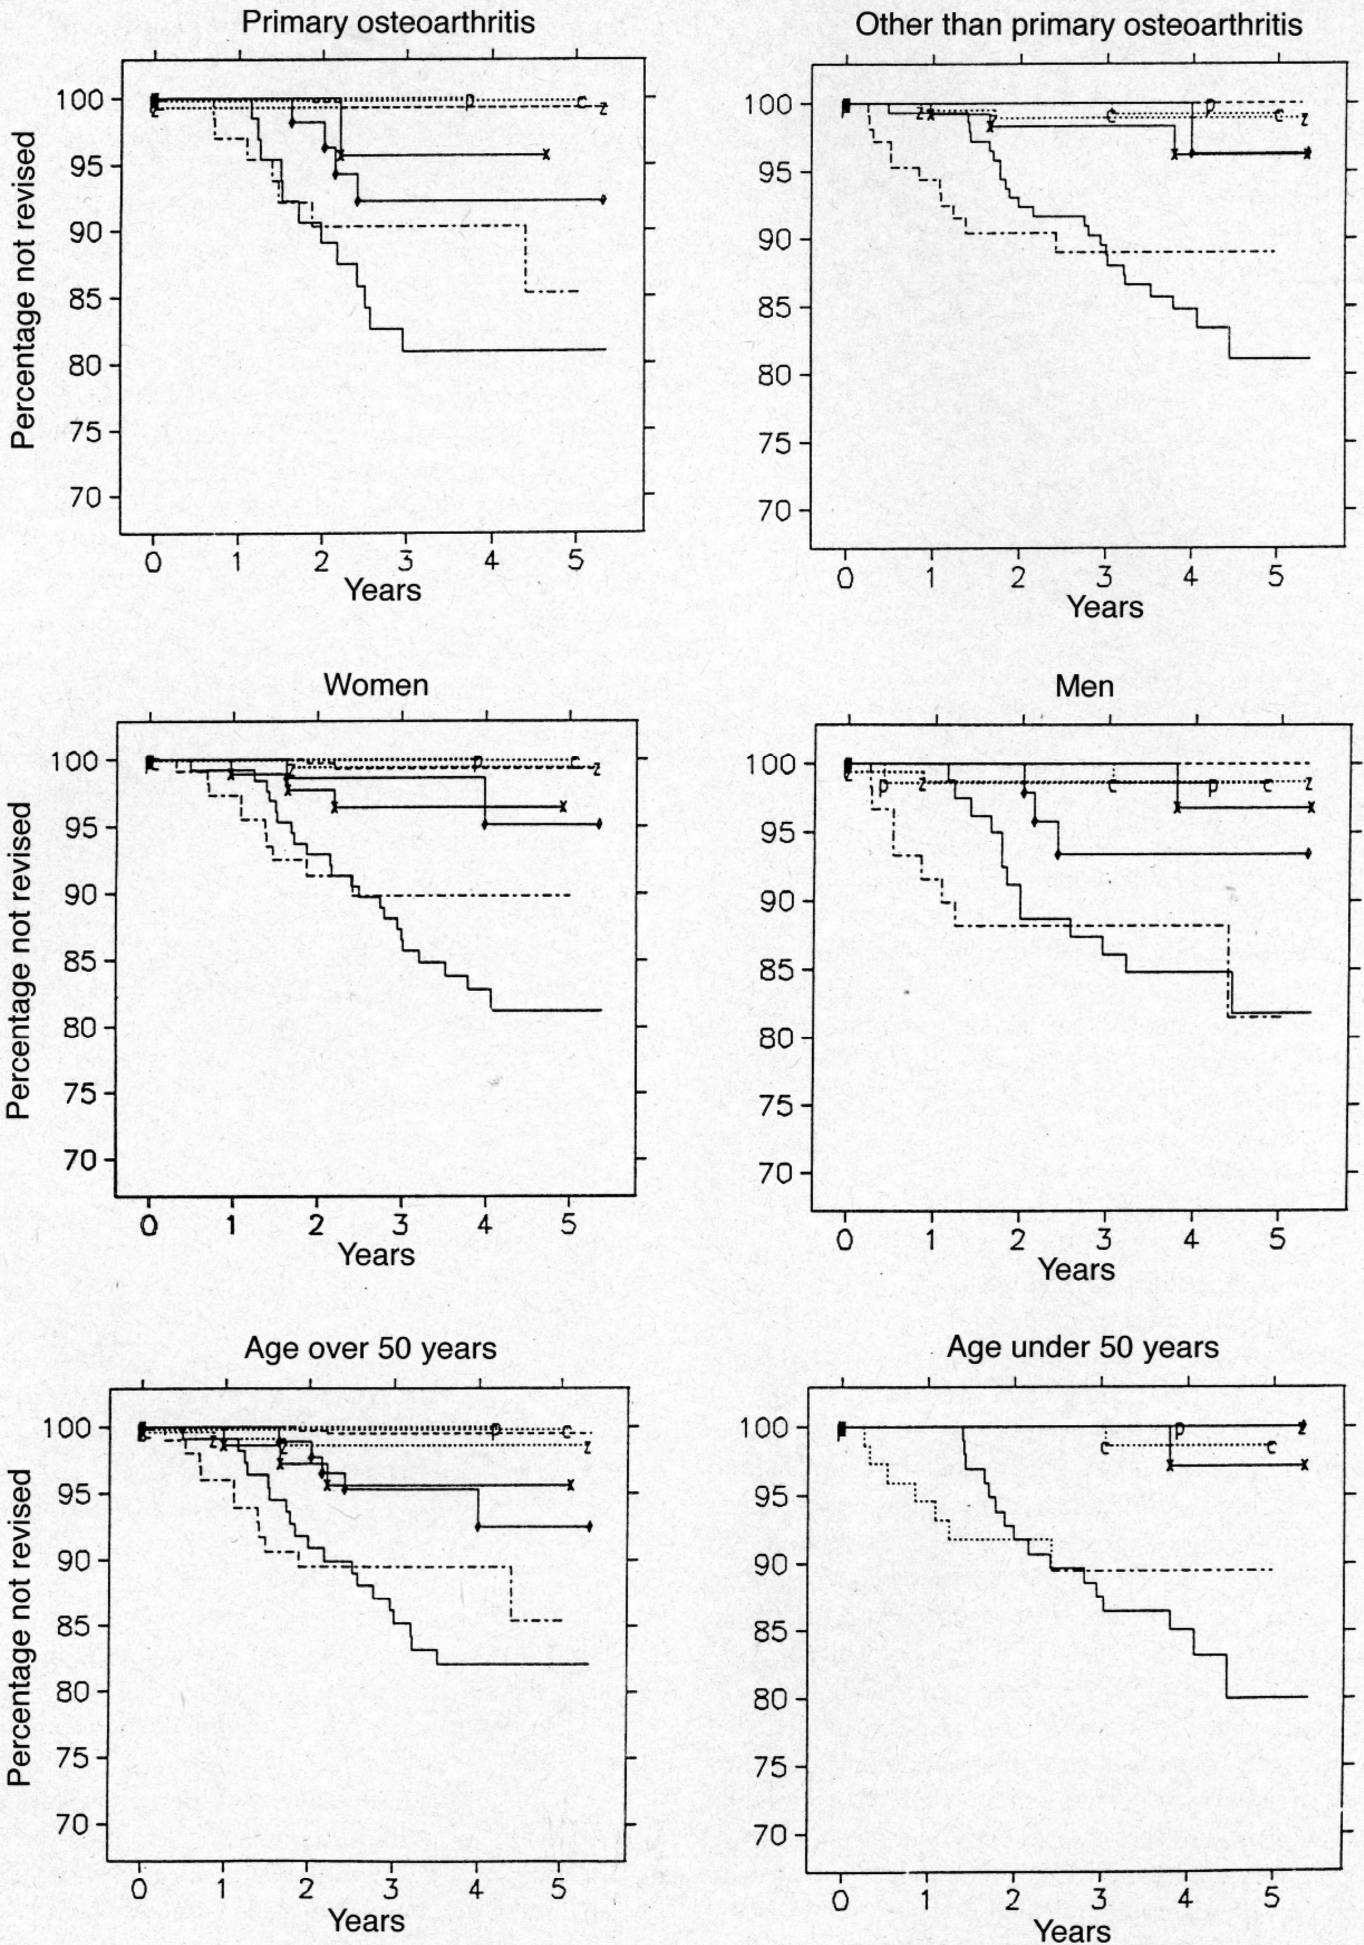 Primary osteoarthritis
Percentage not revised
100
95
90
85
80
75
70
p
c
z
x
0 1 2 3 4 5
Years
Other than primary osteoarthritis
100
95
90
85
80
75
70
z
x
c
p
c
z
x
0 1 2 3 4 5
Years
Women
Percentage not revised
100
95
90
85
80
75
70
x
z
x
x
p
c
z
x
0 1 2 3 4 5
Years
Men
100
95
90
85
80
75
70
p
z
c
x
p
c
z
x
0 1 2 3 4 5
Years
Age over 50 years
Percentage not revised
100
95
90
85
80
75
70
z
x
z
x
x
p
c
z
x
0 1 2 3 4 5
Years
Age under 50 years
100
95
90
85
80
75
70
c
p
x
c
z
x
0 1 2 3 4 5
Years